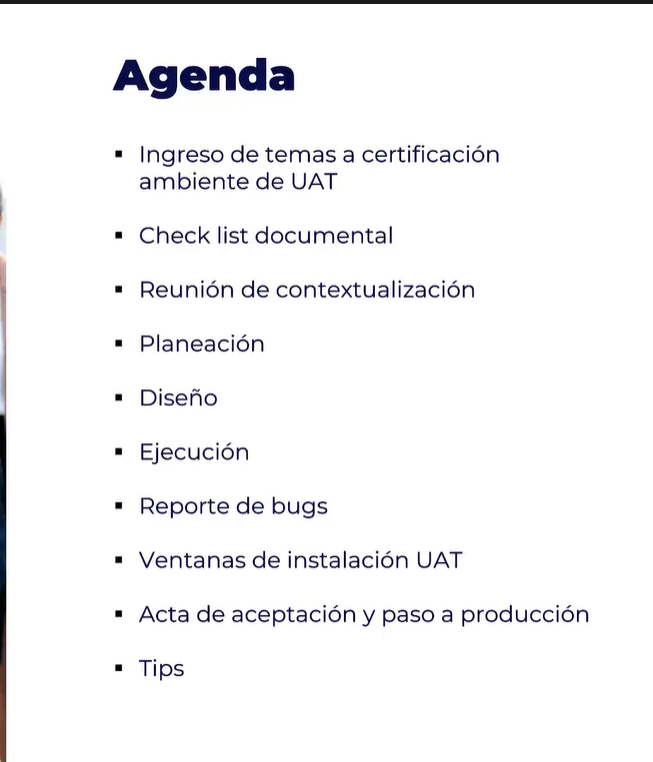 Agenda
▪ Ingreso de temas a certificación
ambiente de UAT
▪ Check list documental
▪ Reunión de contextualización
▪ Planeación
▪ Diseño
▪ Ejecución
▪ Reporte de bugs
▪ Ventanas de instalación UAT
▪ Acta de aceptación y paso a producción
▪ Tips